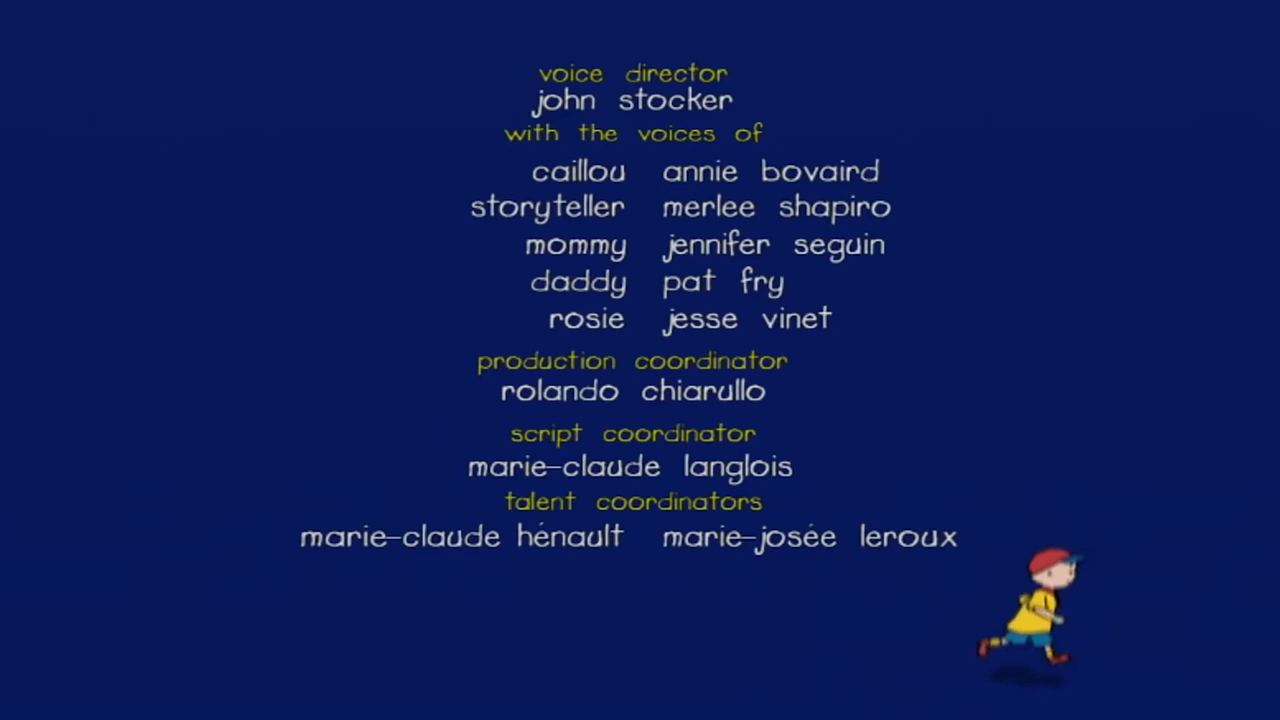 voice director
john stocker
with the voices of
caillou annie bovaird
storyteller merlee shapiro
mommy jennifer seguin
daddy pat fry
rosie jesse vinet
production coordinator
rolando chiarullo
script coordinator
marie-claude langlois
talent coordinators
marie-claude hénault marie-josée leroux